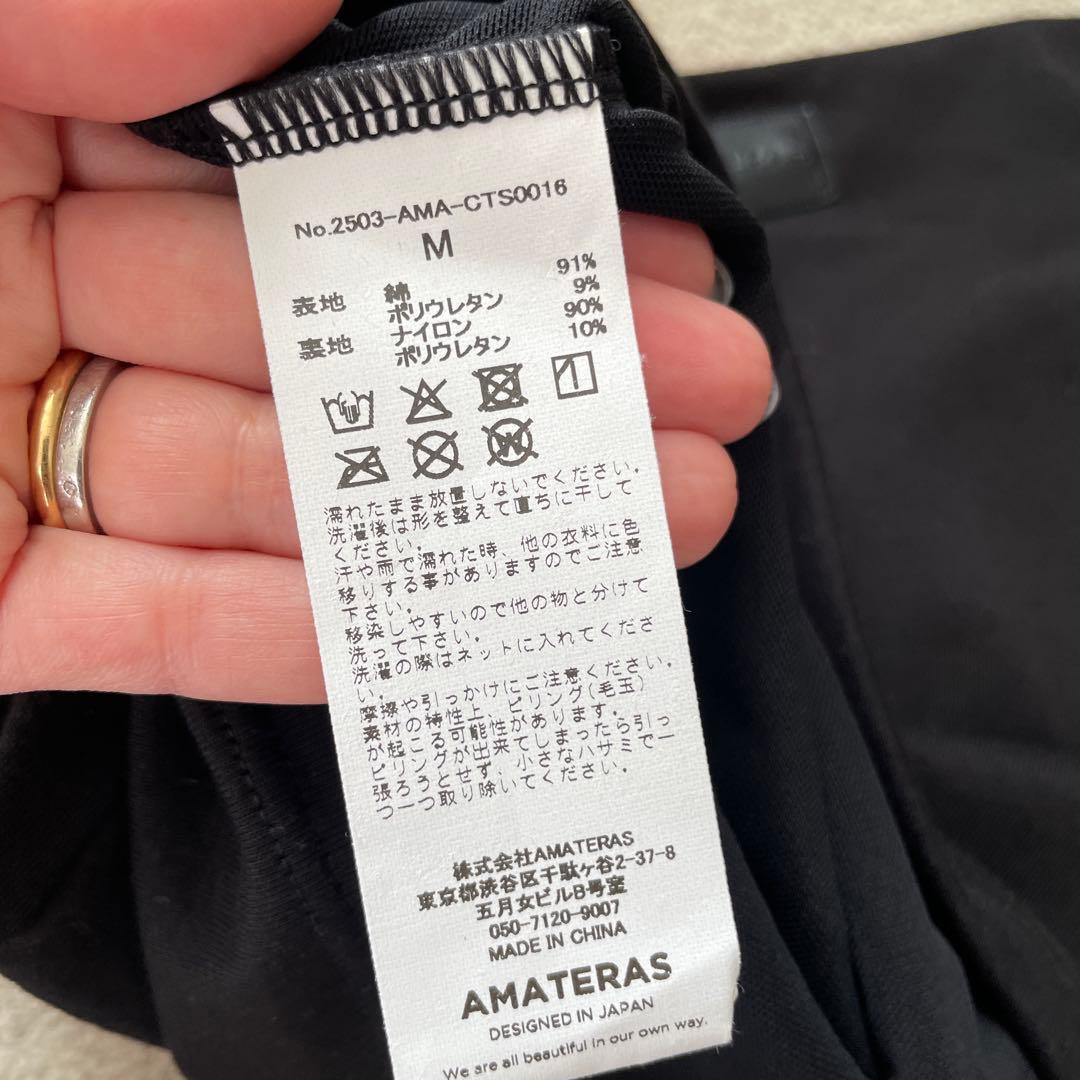 No.2503-AMA-CTS0016
M
表地 綿 91%
ポリウレタン 9%
裏地 ナイロン 90%
ポリウレタン 10%
濡れたまま放置しないでください。
洗濯後は形を整えて直ちに干して
ください。
汗や雨で濡れた時、他の衣料に色
移りする事がありますのでご注意
下さい。
移染しやすいので他の物と分けて
洗って下さい。
洗濯の際はネットに入れてくださ
い。
摩擦や引っかけにご注意ください。
素材の特性上、ピリング(毛玉)
が起こる可能性があります。
ピリングが出来てしまったら引っ
張ろうとせず、小さなハサミで一
つ一つ取り除いてください。
株式会社AMATERAS
東京都渋谷区千駄ヶ谷2-37-8
五月女ビルB号室
050-7120-9007
MADE IN CHINA
AMATERAS
DESIGNED IN JAPAN
We are all beautiful in our own way.